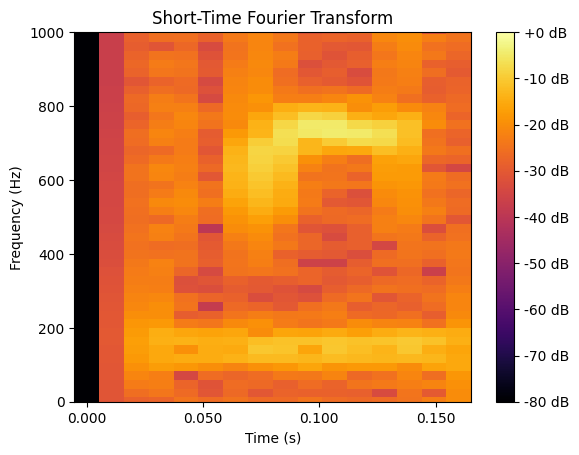 Short-Time Fourier Transform
1000
800
600
400
200
0
Frequency (Hz)
0.000
0.050
0.100
0.150
Time (s)
+0 dB
-10 dB
-20 dB
-30 dB
-40 dB
-50 dB
-60 dB
-70 dB
-80 dB